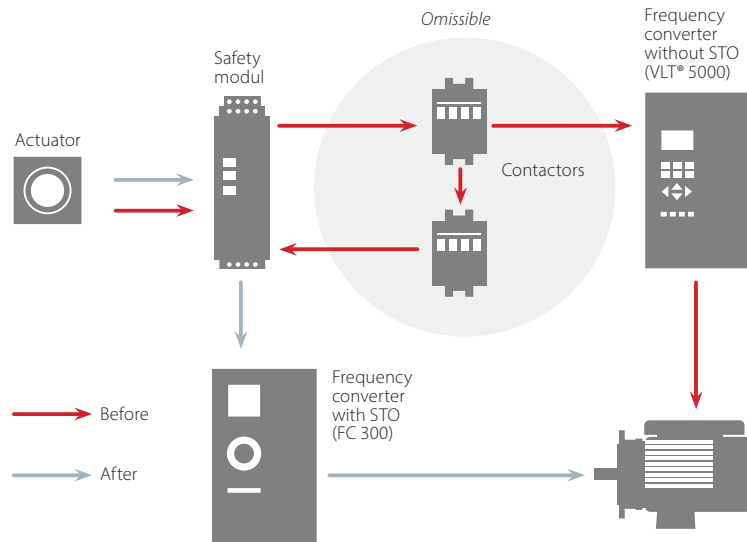 Omissible
Frequency
converter
without STO
(VLT® 5000)
Safety
modul
Actuator
Contactors
Frequency
converter
with STO
(FC 300)
Before
After